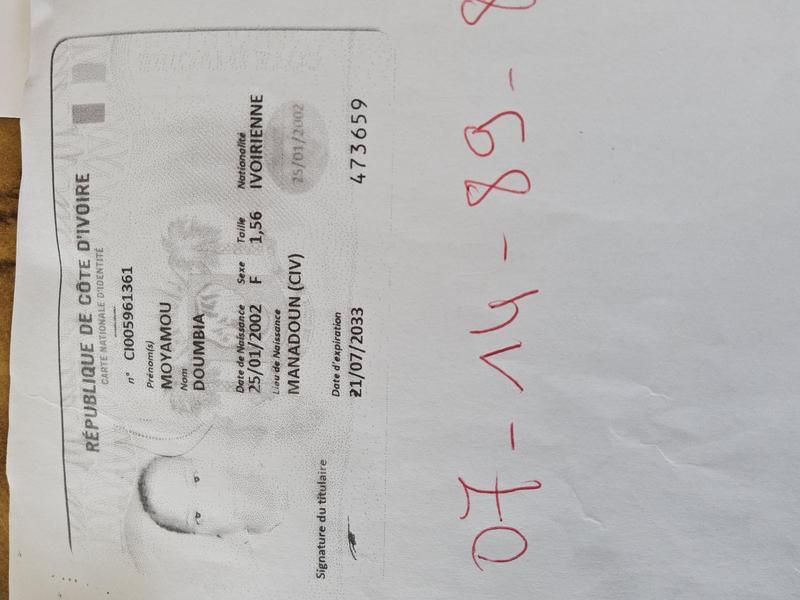 RÉPUBLIQUE DE CÔTE D'IVOIRE
CARTE NATIONALE D'IDENTITÉ
n° CI005961361
Prénom(s)
MOYAMOU
Nom
DOUMBIA
Date de Naissance Sexe Taille Nationalité
25/01/2002 F 1,56 IVOIRIENNE
Lieu de Naissance
MANADOUN (CIV)
25/01/2002
Date d'expiration
21/07/2033
473659
Signature du titulaire
07-14-89-8